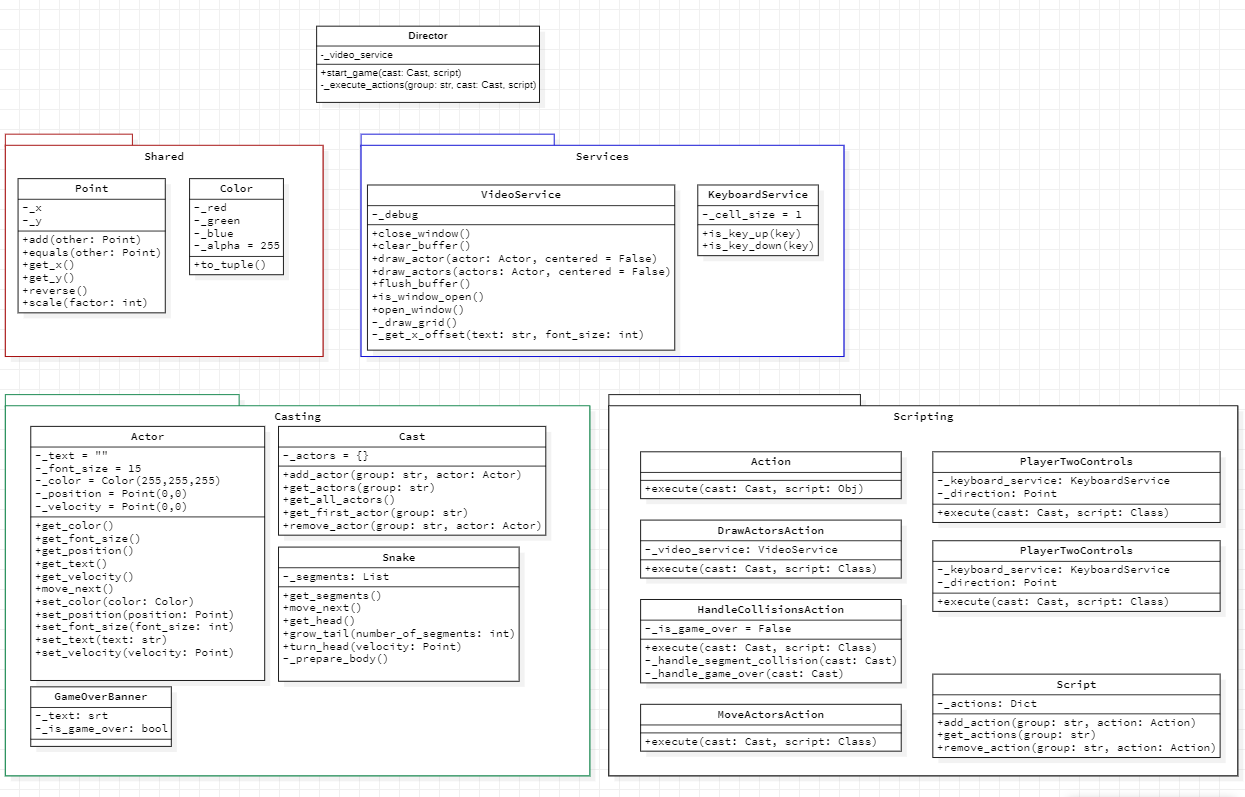 Director
-_video_service
+start_game(cast: Cast, script)
-_execute_actions(group: str, cast: Cast, script)
Shared
Point
-_x
-_y
+add(other: Point)
+equals(other: Point)
+get_x()
+get_y()
+reverse()
+scale(factor: int)
Color
-_red
-_green
-_blue
-_alpha = 255
+to_tuple()
Services
VideoService
-_debug
+close_window()
+clear_buffer()
+draw_actor(actor: Actor, centered = False)
+draw_actors(actors: Actor, centered = False)
+flush_buffer()
+is_window_open()
+open_window()
-_draw_grid()
-_get_x_offset(text: str, font_size: int)
KeyboardService
-_cell_size = 1
+is_key_up(key)
+is_key_down(key)
Casting
Actor
-_text = ""
-_font_size = 15
-_color = Color(255,255,255)
-_position = Point(0,0)
-_velocity = Point(0,0)
+get_color()
+get_font_size()
+get_position()
+get_text()
+get_velocity()
+move_next()
+set_color(color: Color)
+set_position(position: Point)
+set_font_size(font_size: int)
+set_text(text: str)
+set_velocity(velocity: Point)
Cast
-_actors = {}
+add_actor(group: str, actor: Actor)
+get_actors(group: str)
+get_all_actors()
+get_first_actor(group: str)
+remove_actor(group: str, actor: Actor)
Snake
-_segments: List
+get_segments()
+move_next()
+get_head()
+grow_tail(number_of_segments: int)
+turn_head(velocity: Point)
-_prepare_body()
GameOverBanner
-_text: srt
-_is_game_over: bool
Scripting
Action
+execute(cast: Cast, script: Obj)
DrawActorsAction
-_video_service: VideoService
+execute(cast: Cast, script: Class)
HandleCollisionsAction
-_is_game_over = False
+execute(cast: Cast, script: Class)
-_handle_segment_collision(cast: Cast)
-_handle_game_over(cast: Cast)
MoveActorsAction
+execute(cast: Cast, script: Class)
PlayerTwoControls
-_keyboard_service: KeyboardService
-_direction: Point
+execute(cast: Cast, script: Class)
PlayerTwoControls
-_keyboard_service: KeyboardService
-_direction: Point
+execute(cast: Cast, script: Class)
Script
-_actions: Dict
+add_action(group: str, action: Action)
+get_actions(group: str)
+remove_action(group: str, action: Action)